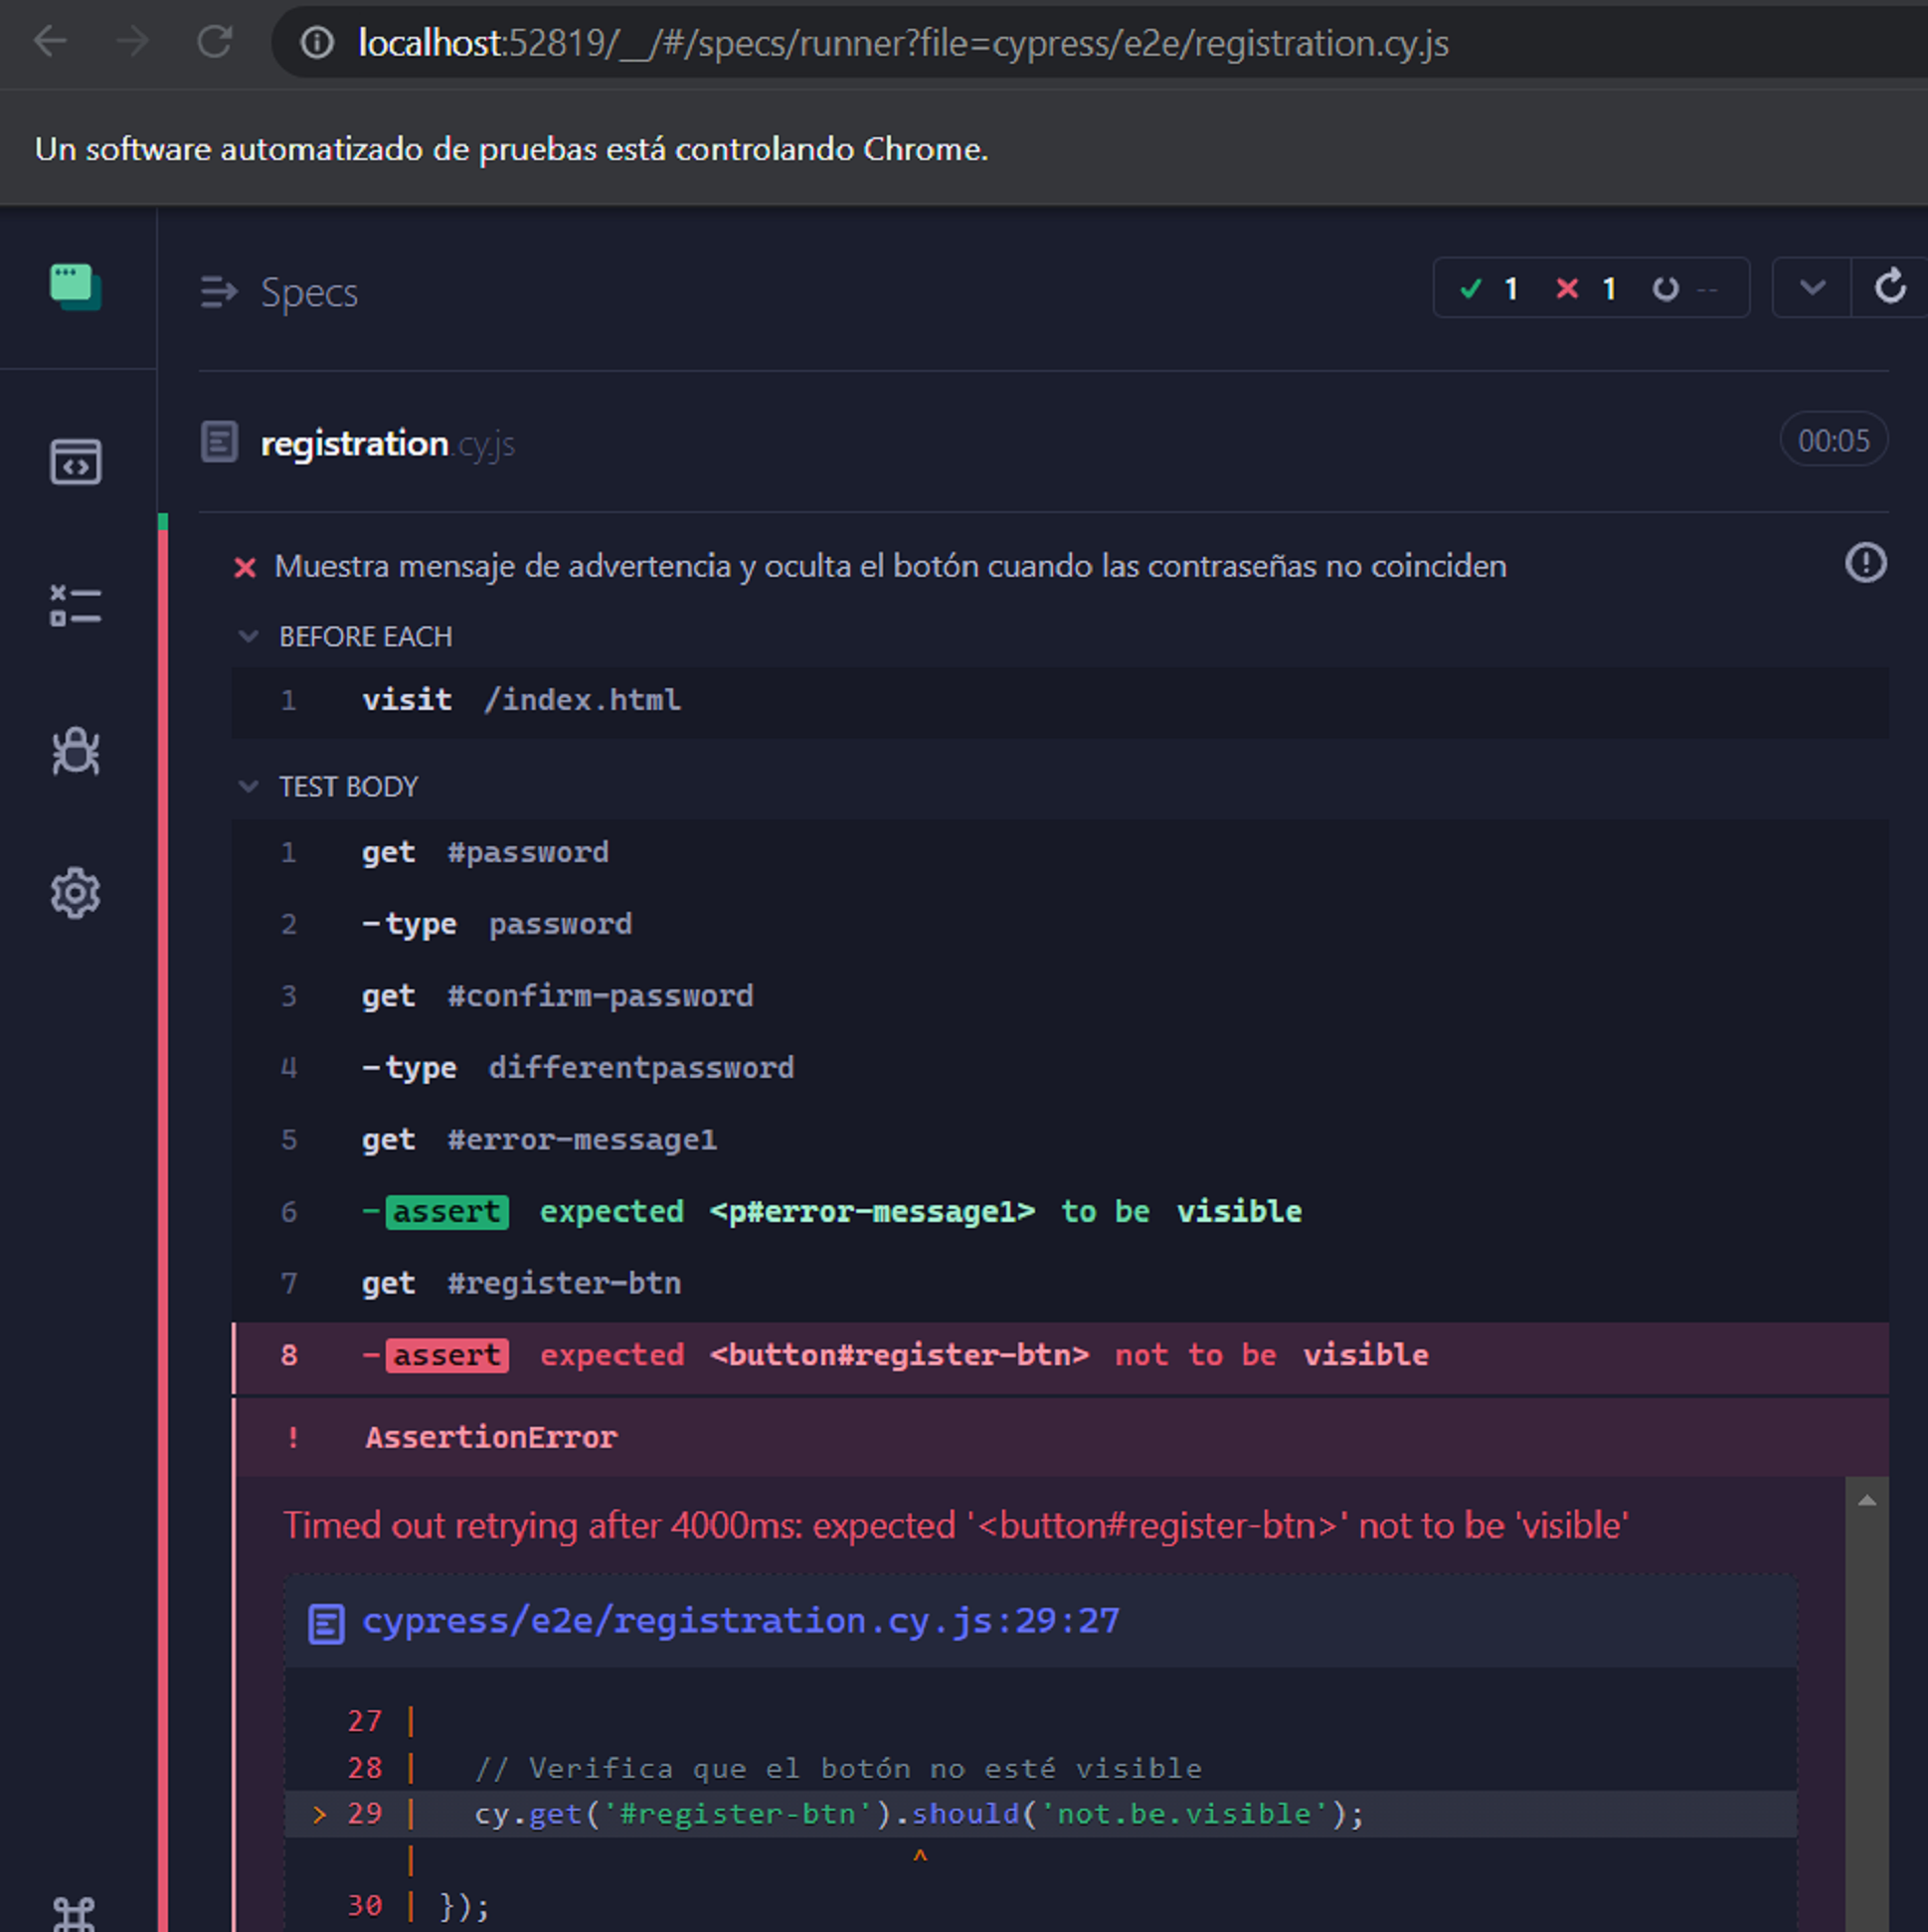 localhost:52819/__/#/specs/runner?file=cypress/e2e/registration.cy.js
Un software automatizado de pruebas está controlando Chrome.
Specs
1 1 --
registration.cy.js
00:05
Muestra mensaje de advertencia y oculta el botón cuando las contraseñas no coinciden
BEFORE EACH
1 visit /index.html
TEST BODY
1 get #password
2 -type password
3 get #confirm-password
4 -type differentpassword
5 get #error-message1
6 -assert expected <p#error-message1> to be visible
7 get #register-btn
8 -assert expected <button#register-btn> not to be visible
! AssertionError
Timed out retrying after 4000ms: expected '<button#register-btn>' not to be 'visible'
cypress/e2e/registration.cy.js:29:27
27 |
28 | // Verifica que el botón no esté visible
> 29 | cy.get('#register-btn').should('not.be.visible');
| ^
30 | });